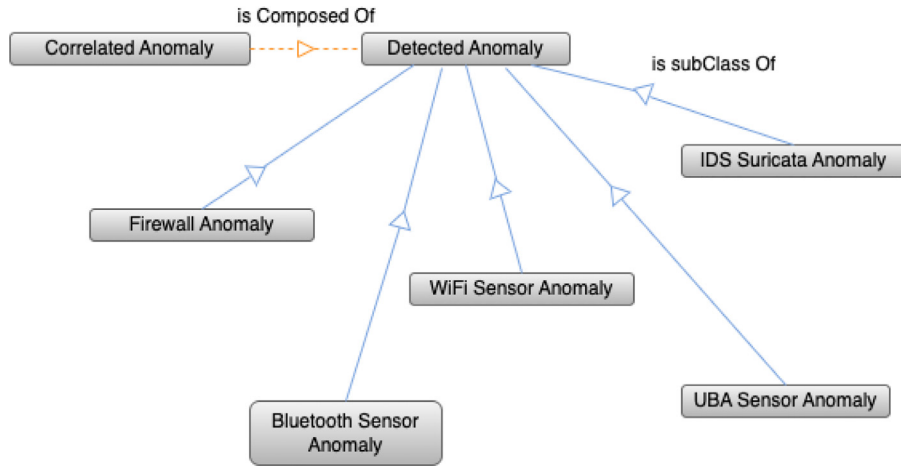 is Composed Of
Correlated Anomaly
Detected Anomaly
is subClass Of
IDS Suricata Anomaly
Firewall Anomaly
WiFi Sensor Anomaly
UBA Sensor Anomaly
Bluetooth Sensor
Anomaly